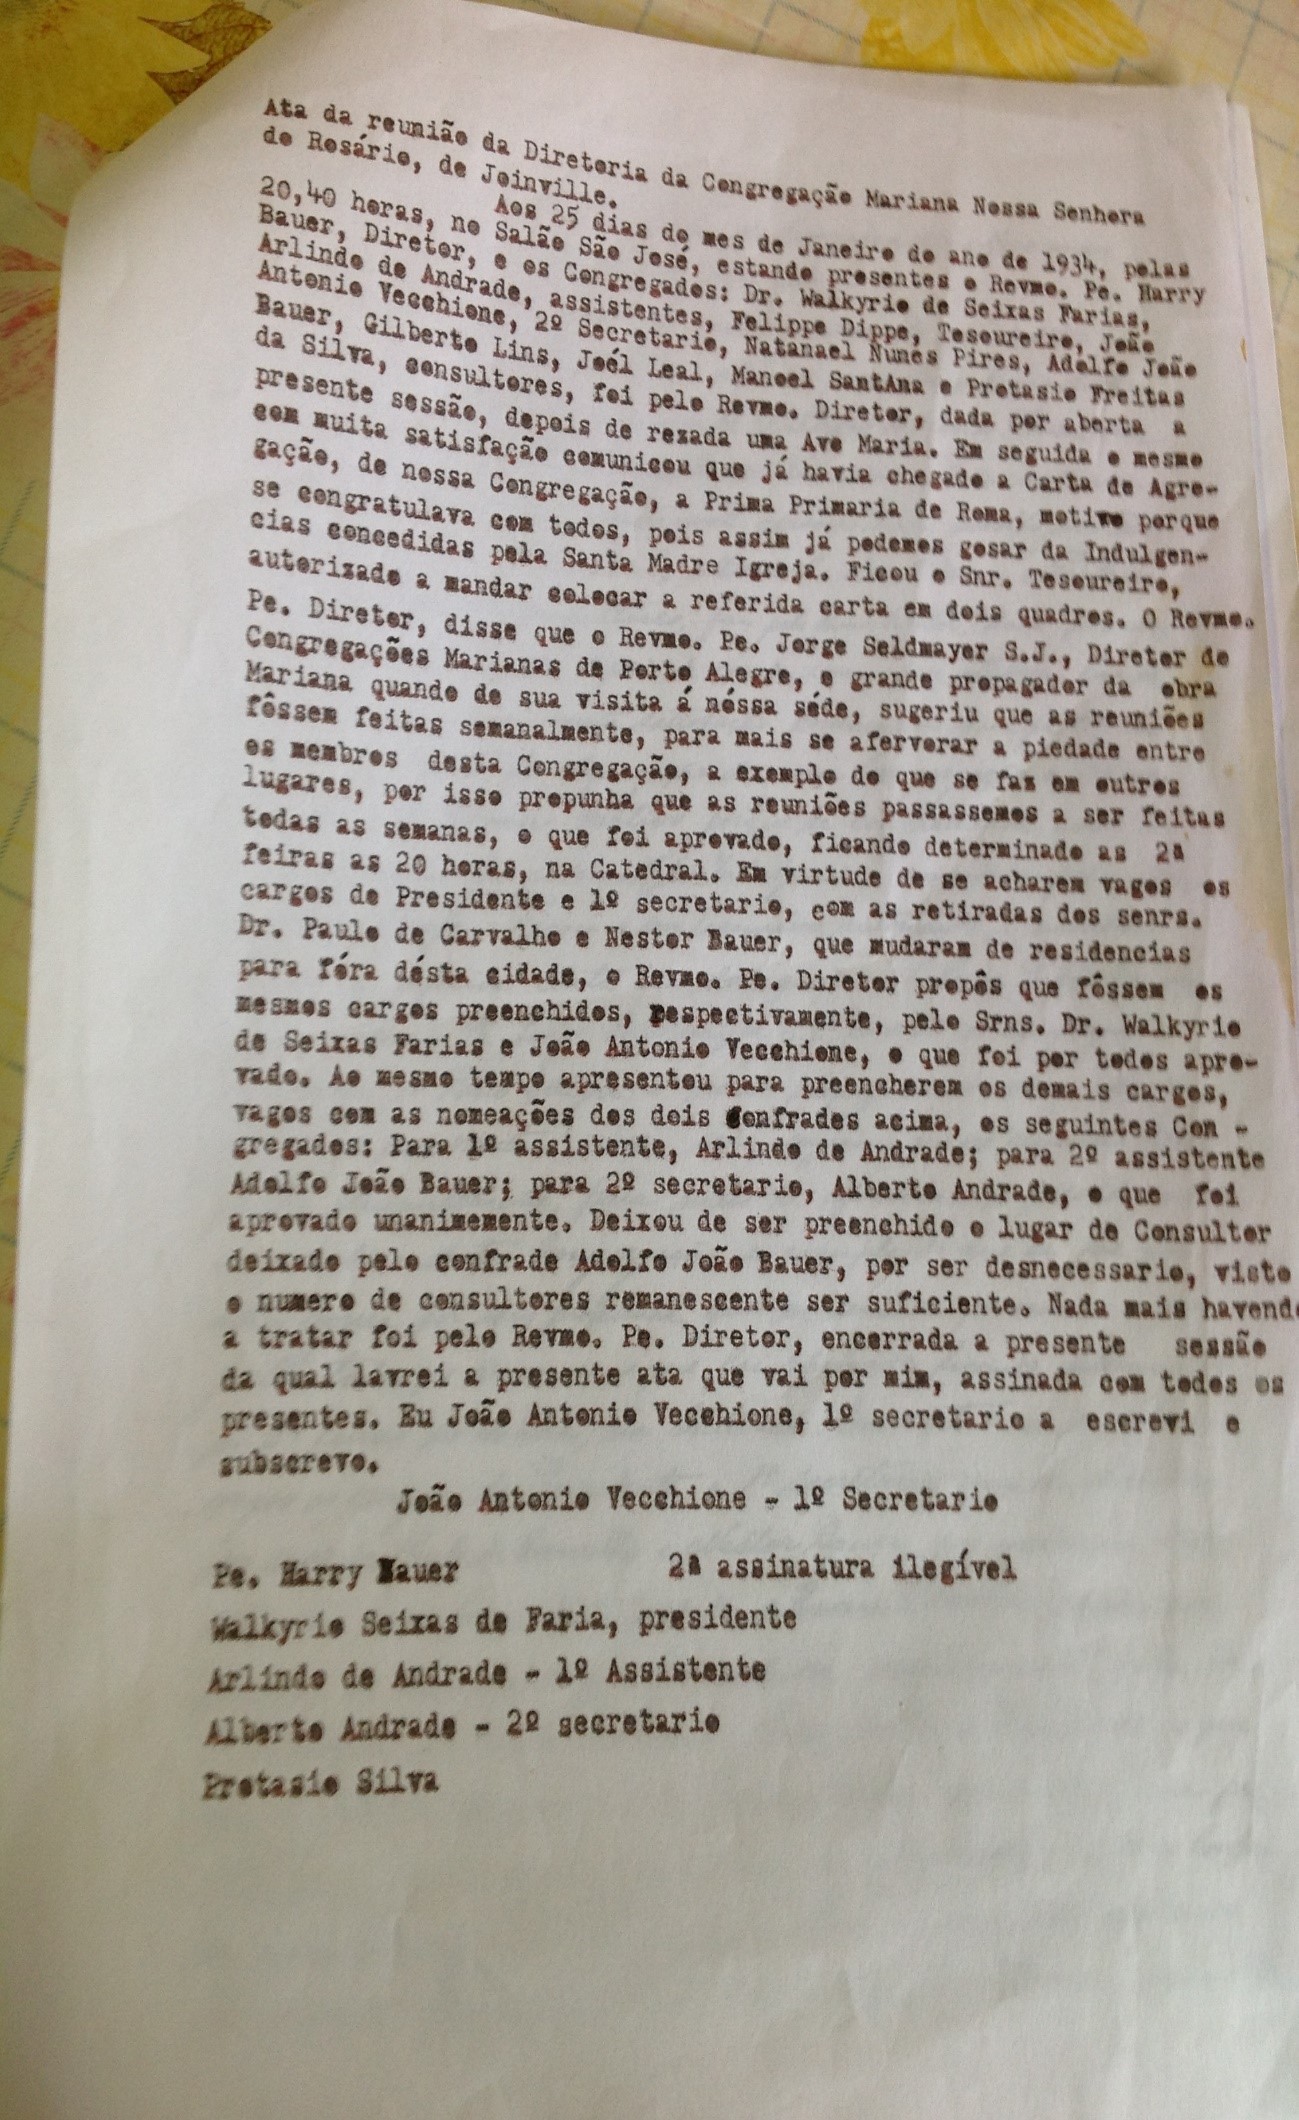 Ata da reunião da Diretoria da Congregação Mariana Nossa Senhora
do Rosário, de Joinville.
Aos 25 dias do mes de Janeiro do ano de 1934, pelas
20,40 horas, no Salão São José, estando presentes o Revmo. Pe. Harry
Bauer, Diretor, e os Congregados: Dr. Walkyrio de Seixas Farias,
Arlindo de Andrade, assistentes, Felippe Dippe, Tesoureiro, João
Antonio Vecchione, 2º Secretario, Natanael Nunes Pires, Adolfo João
Bauer, Gilberto Lins, Joél Leal, Manoel SantAna e Protasio Freitas
da Silva, consultores, foi pelo Revmo. Diretor, dada por aberta a
presente sessão, depois de rezada uma Ave Maria. Em seguida o mesmo
com muita satisfação comunicou que já havia chegado a Carta de Agre-
gação, de nossa Congregação, a Prima Primaria de Roma, motivo porque
se congratulava com todos, pois assim já podemos gosar da Indulgen-
cias concedidas pela Santa Madre Igreja. Ficou o Snr. Tesoureiro,
autorizado a mandar colocar a referida carta em dois quadros. O Revmo.
Pe. Diretor, disse que o Revmo. Pe. Jorge Seldmayer S.J., Diretor de
Congregações Marianas de Porto Alegre, o grande propagador da obra
Mariana quando de sua visita á nóssa séde, sugeriu que as reuniões
fôssem feitas semanalmente, para mais se afervorar a piedade entre
os membros desta Congregação, a exemplo do que se faz em outros
lugares, por isso propunha que as reuniões passassemos a ser feitas
todas as semanas, o que foi aprovado, ficando determinado as 2ª
feiras as 20 horas, na Catedral. Em virtude de se acharem vagos os
cargos de Presidente e 1º secretario, com as retiradas dos senrs.
Dr. Paulo de Carvalho e Nestor Bauer, que mudaram de residencias
para fóra désta cidade, o Revmo. Pe. Diretor propôs que fôssem os
mesmos cargos preenchidos, respectivamente, pelo Srns. Dr. Walkyrio
de Seixas Farias e João Antonio Vecchione, o que foi por todos apro-
vado. Ao mesmo tempo apresentou para preencherem os demais cargos,
vagos com as nomeações dos dois confrades acima, os seguintes Con -
gregados: Para 1º assistente, Arlindo de Andrade; para 2º assistente
Adolfo João Bauer; para 2º secretario, Alberto Andrade, o que foi
aprovado unanimemente. Deixou de ser preenchido o lugar de Consultor
deixado pelo confrade Adolfo João Bauer, por ser desnecessario, visto
o numero de consultores remanescente ser suficiente. Nada mais havendo
a tratar foi pelo Revmo. Pe. Diretor, encerrada a presente sessão
da qual lavrei a presente ata que vai por mim, assinada com todos os
presentes. Eu João Antonio Vecchione, 1º secretario a escrevi e
subscrevo.
João Antonio Vecchione - 1º Secretario
Pe. Harry Bauer 2ª assinatura ilegível
Walkyrio Seixas de Faria, presidente
Arlindo de Andrade - 1º Assistente
Alberto Andrade - 2º secretario
Protasio Silva